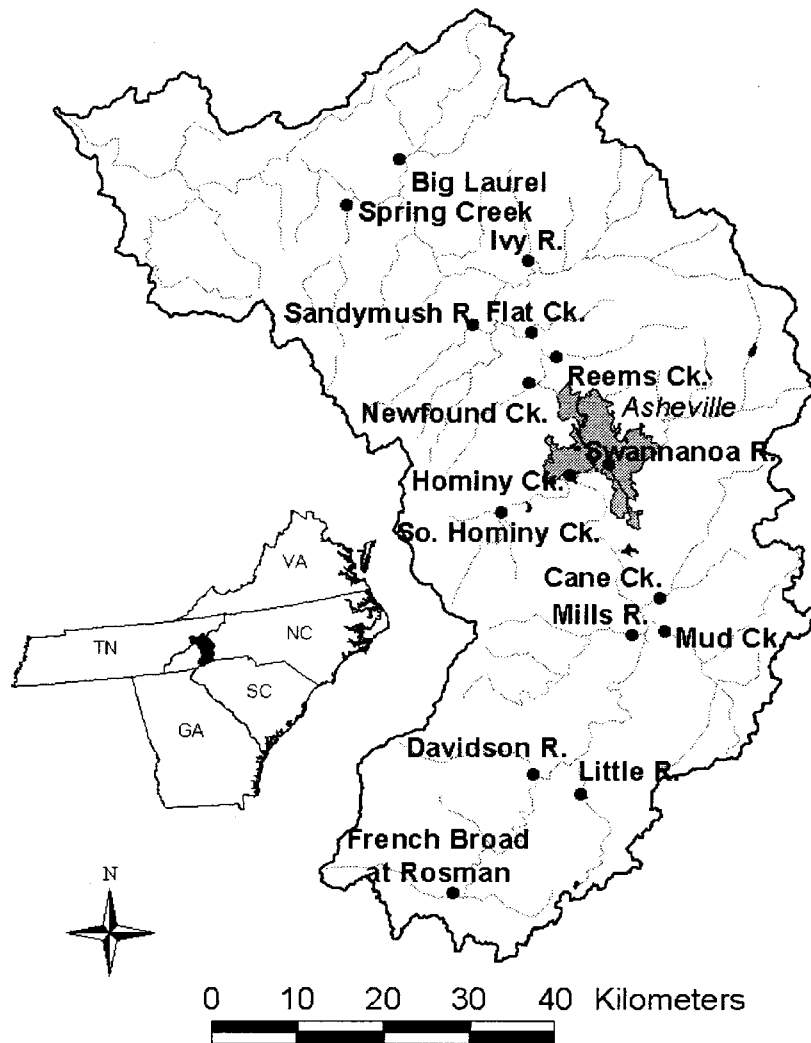 Big Laurel
Spring Creek
Ivy R.
Sandymush R. Flat Ck.
Reems Ck.
Newfound Ck.
Asheville
Swannanoa R.
Hominy Ck.
So. Hominy Ck.
VA
TN
NC
SC
GA
Cane Ck.
Mills R.
Mud Ck.
Davidson R.
Little R.
French Broad
at Rosman
N
0 10 20 30 40 Kilometers